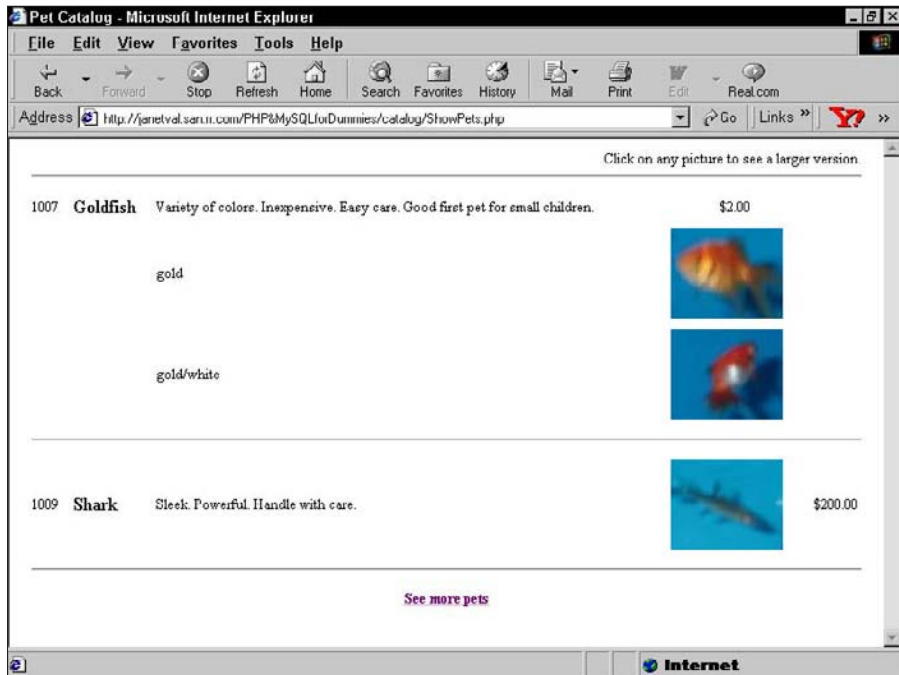 Pet Catalog - Microsoft Internet Explorer
File Edit View Favorites Tools Help
Back Forward Stop Refresh Home Search Favorites History Mail Print Edit Real.com
Address http://janetval.san.rr.com/PHP&MySQLforDummies/catalog/ShowPets.php Go Links » Y! »
Click on any picture to see a larger version.
1007 Goldfish Variety of colors. Inexpensive. Easy care. Good first pet for small children. $2.00
gold
gold/white
1009 Shark Sleek. Powerful. Handle with care. $200.00
See more pets
Internet